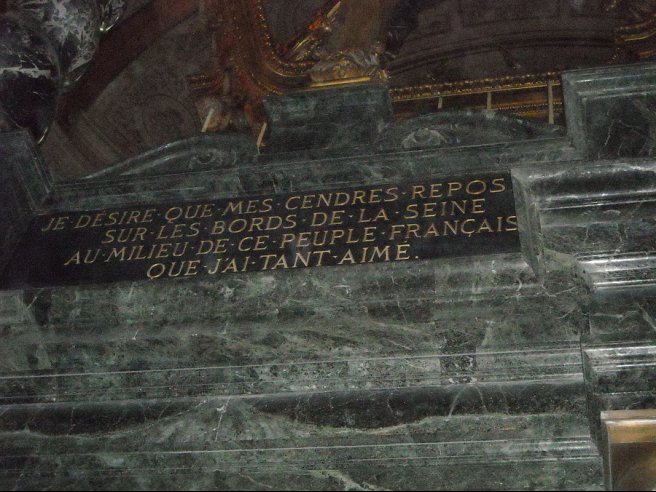 JE·DÉSIRE·QUE·MES·CENDRES·REPOS
SUR·LES·BORDS·DE·LA·SEINE
AU·MILIEU·DE·CE·PEUPLE·FRANÇAIS
QUE·J'AI·TANT·AIMÉ.